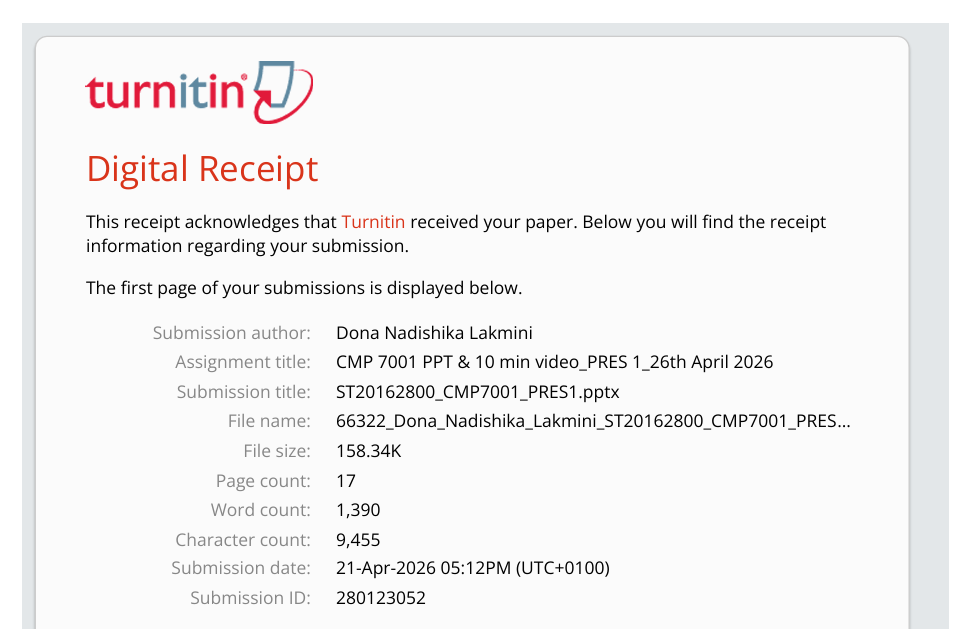 turnitin®
Digital Receipt
This receipt acknowledges that Turnitin received your paper. Below you will find the receipt
information regarding your submission.
The first page of your submissions is displayed below.
Submission author: Dona Nadishika Lakmini
Assignment title: CMP 7001 PPT & 10 min video_PRES 1_26th April 2026
Submission title: ST20162800_CMP7001_PRES1.pptx
File name: 66322_Dona_Nadishika_Lakmini_ST20162800_CMP7001_PRES...
File size: 158.34K
Page count: 17
Word count: 1,390
Character count: 9,455
Submission date: 21-Apr-2026 05:12PM (UTC+0100)
Submission ID: 280123052